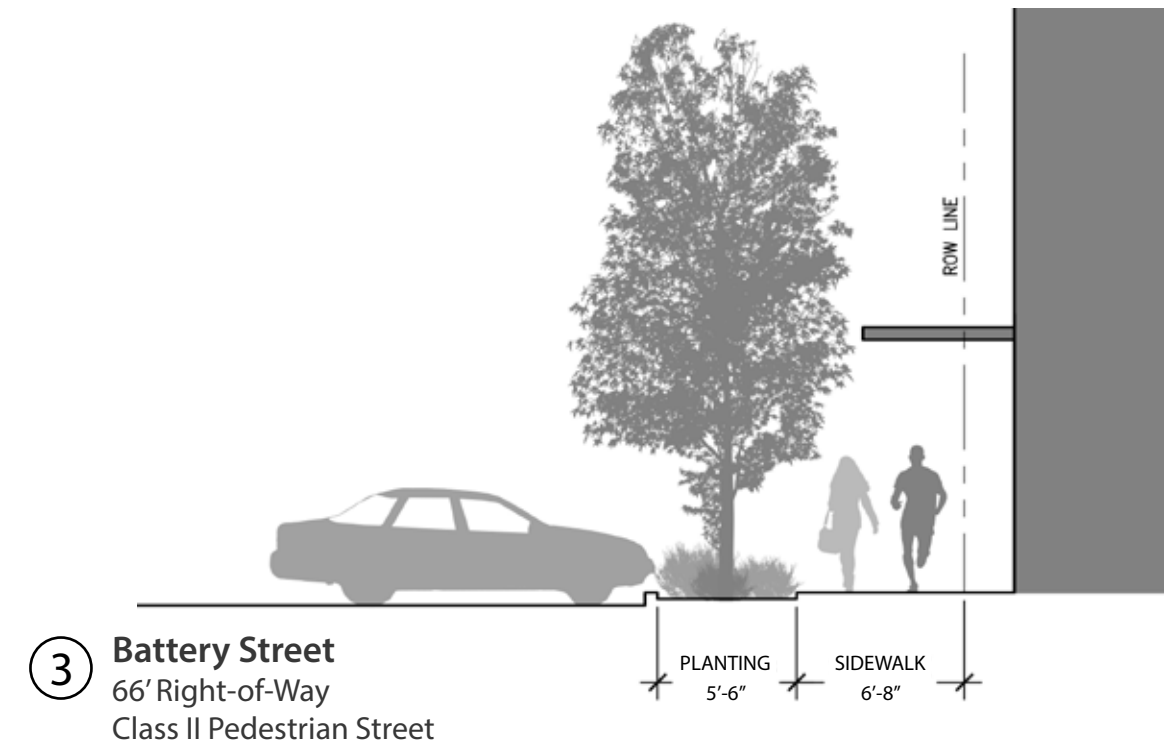 ROW LINE
3
Battery Street
66’ Right-of-Way
Class II Pedestrian Street
PLANTING
5’-6”
SIDEWALK
6’-8”